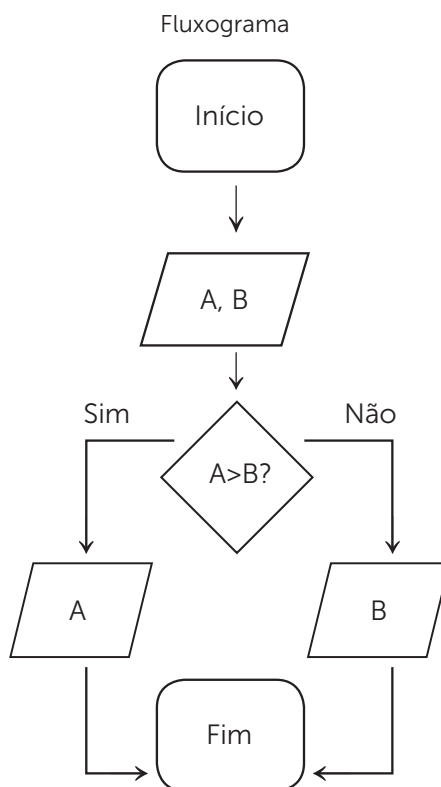 Fluxograma
Início
A, B
Sim
Não
A>B?
A
B
Fim